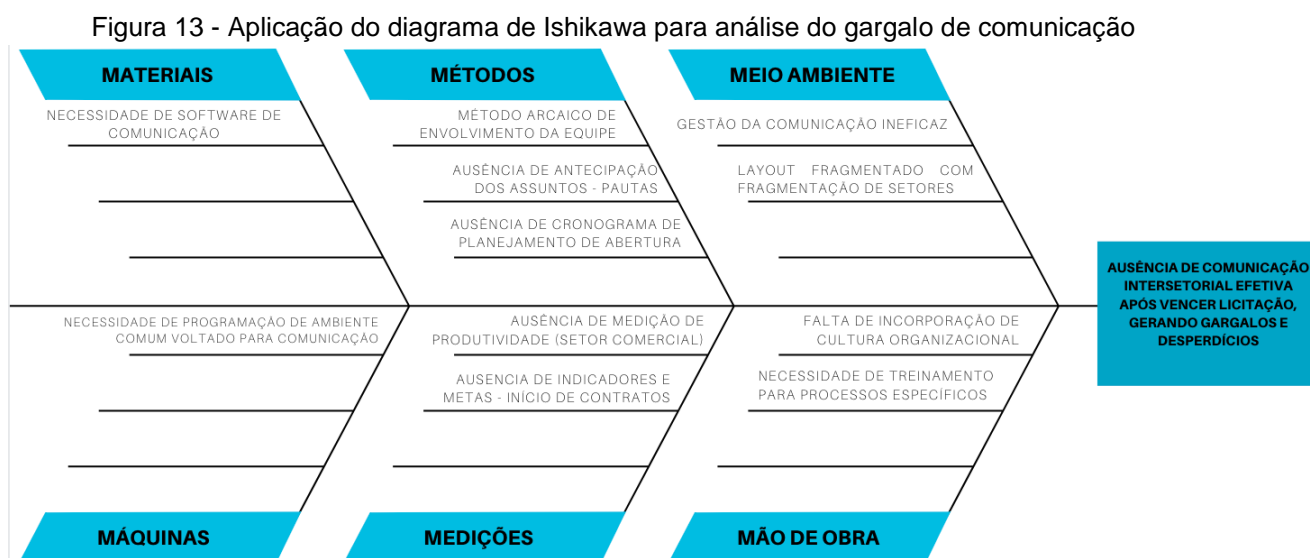 Figura 13 - Aplicação do diagrama de Ishikawa para análise do gargalo de comunicação
MATERIAIS
MÉTODOS
MEIO AMBIENTE
NECESSIDADE DE SOFTWARE DE
COMUNICAÇÃO
MÉTODO ARCAICO DE
ENVOLVIMENTO DA EQUIPE
AUSÊNCIA DE ANTECIPAÇÃO
DOS ASSUNTOS - PAUTAS
AUSÊNCIA DE CRONOGRAMA DE
PLANEJAMENTO DE ABERTURA
GESTÃO DA COMUNICAÇÃO INEFICAZ
LAYOUT FRAGMENTADO COM
FRAGMENTAÇÃO DE SETORES
AUSÊNCIA DE COMUNICAÇÃO
INTERSETORIAL EFETIVA
APÓS VENCER LICITAÇÃO,
GERANDO GARGALOS E
DESPERDÍCIOS
NECESSIDADE DE PROGRAMAÇÃO DE AMBIENTE
COMUM VOLTADO PARA COMUNICAÇÃO
AUSÊNCIA DE MEDIÇÃO DE
PRODUTIVIDADE (SETOR COMERCIAL)
AUSENCIA DE INDICADORES E
METAS - INÍCIO DE CONTRATOS
FALTA DE INCORPORAÇÃO DE
CULTURA ORGANIZACIONAL
NECESSIDADE DE TREINAMENTO
PARA PROCESSOS ESPECÍFICOS
MÁQUINAS
MEDIÇÕES
MÃO DE OBRA